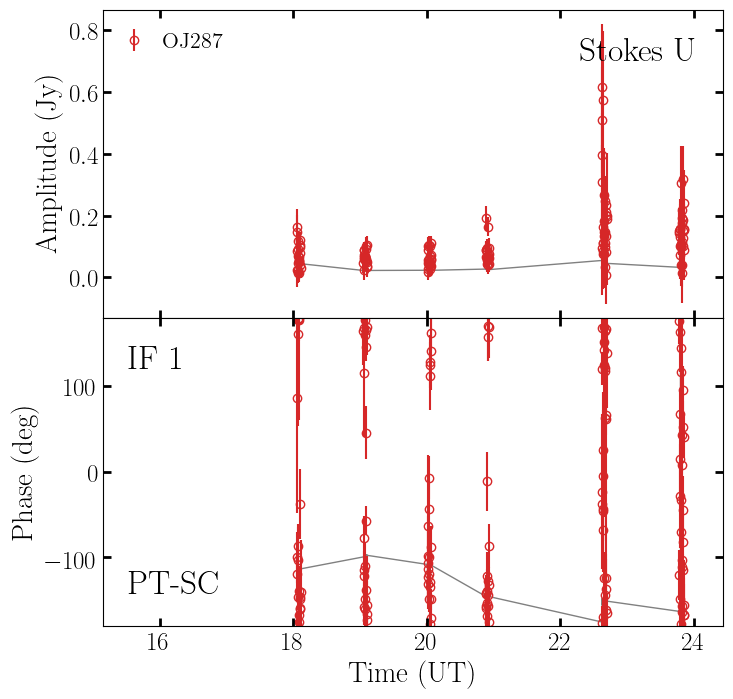 OJ287
Stokes U
Amplitude (Jy)
0.8
0.6
0.4
0.2
0.0
IF 1
PT-SC
Phase (deg)
100
0
−100
16
18
20
22
24
Time (UT)